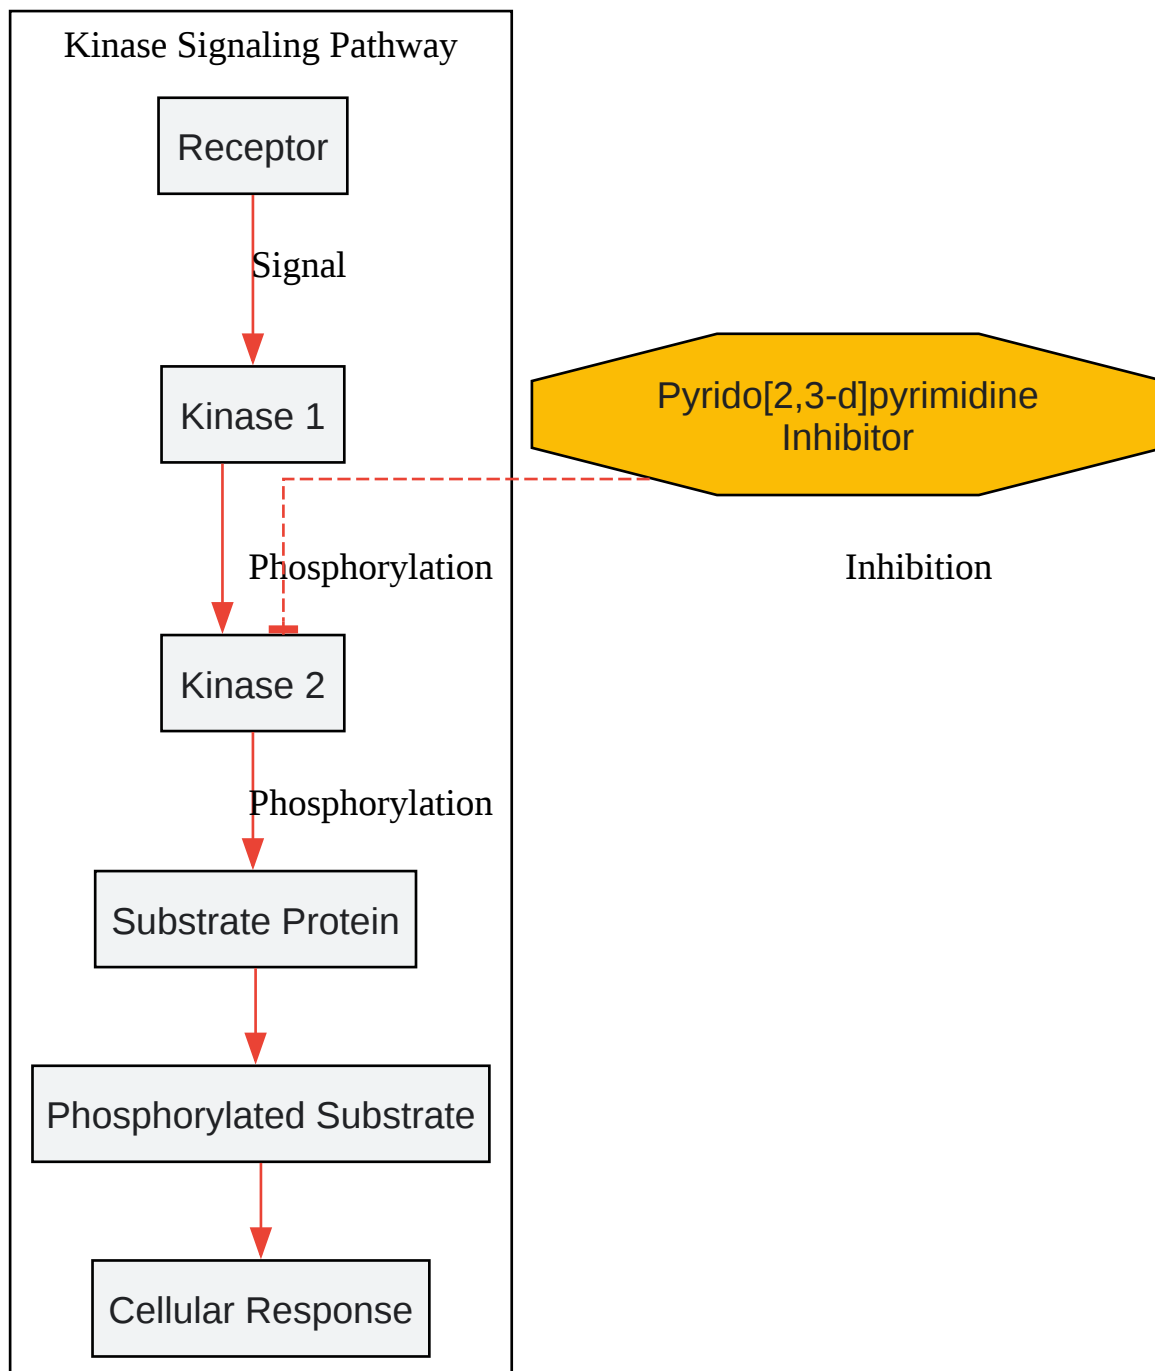 Kinase Signaling Pathway
Receptor
Signal
Kinase 1
Pyrido[2,3-d]pyrimidine
Inhibitor
Phosphorylation
Inhibition
Kinase 2
Phosphorylation
Substrate Protein
Phosphorylated Substrate
Cellular Response